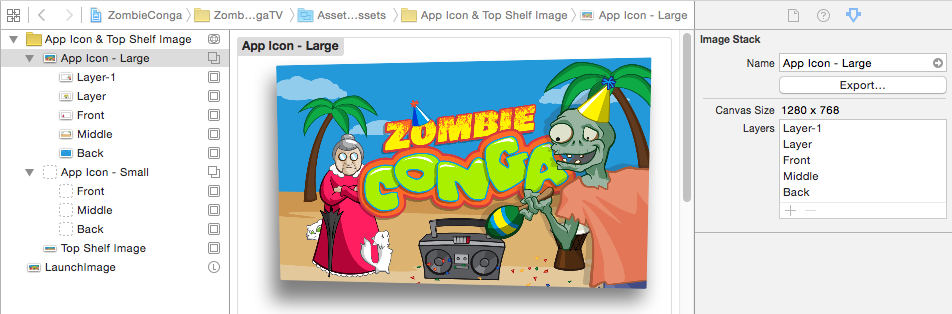 ZombieConga
Zomb...gaTV
Asset...ssets
App Icon & Top Shelf Image
App Icon - Large
App Icon & Top Shelf Image
App Icon - Large
Layer-1
Layer
Front
Middle
Back
App Icon - Small
Front
Middle
Back
Top Shelf Image
LaunchImage
L
App Icon - Large
ZOMBIE
CONGA
Image Stack
Name App Icon - Large
Export...
Canvas Size 1280 x 768
Layers Layer-1
Layer
Front
Middle
Back